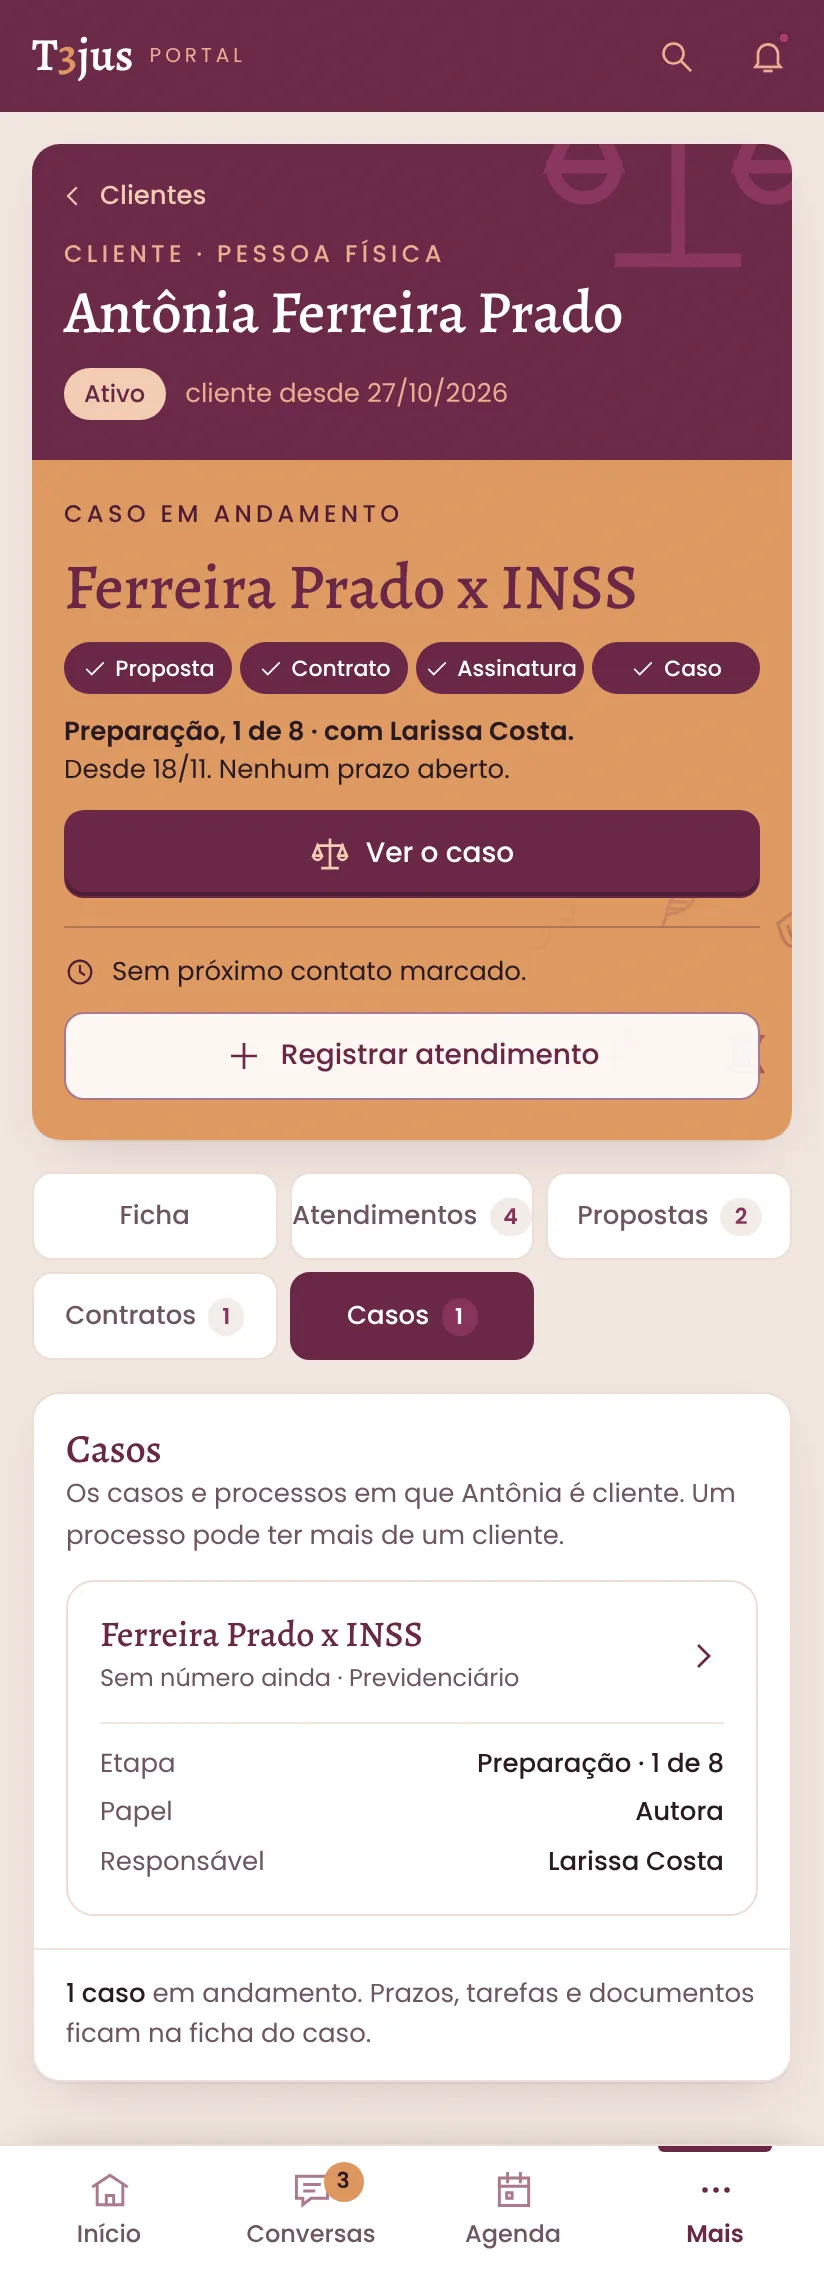 T3jus PORTAL
Clientes
CLIENTE · PESSOA FÍSICA
Antônia Ferreira Prado
Ativo cliente desde 27/10/2026
CASO EM ANDAMENTO
Ferreira Prado x INSS
Proposta Contrato Assinatura Caso
Preparação, 1 de 8 · com Larissa Costa.
Desde 18/11. Nenhum prazo aberto.
Ver o caso
Sem próximo contato marcado.
Registrar atendimento
Ficha Atendimentos 4 Propostas 2
Contratos 1 Casos 1
Casos
Os casos e processos em que Antônia é cliente. Um
processo pode ter mais de um cliente.
Ferreira Prado x INSS
Sem número ainda · Previdenciário
Etapa Preparação · 1 de 8
Papel Autora
Responsável Larissa Costa
1 caso em andamento. Prazos, tarefas e documentos
ficam na ficha do caso.
3
Início Conversas Agenda Mais